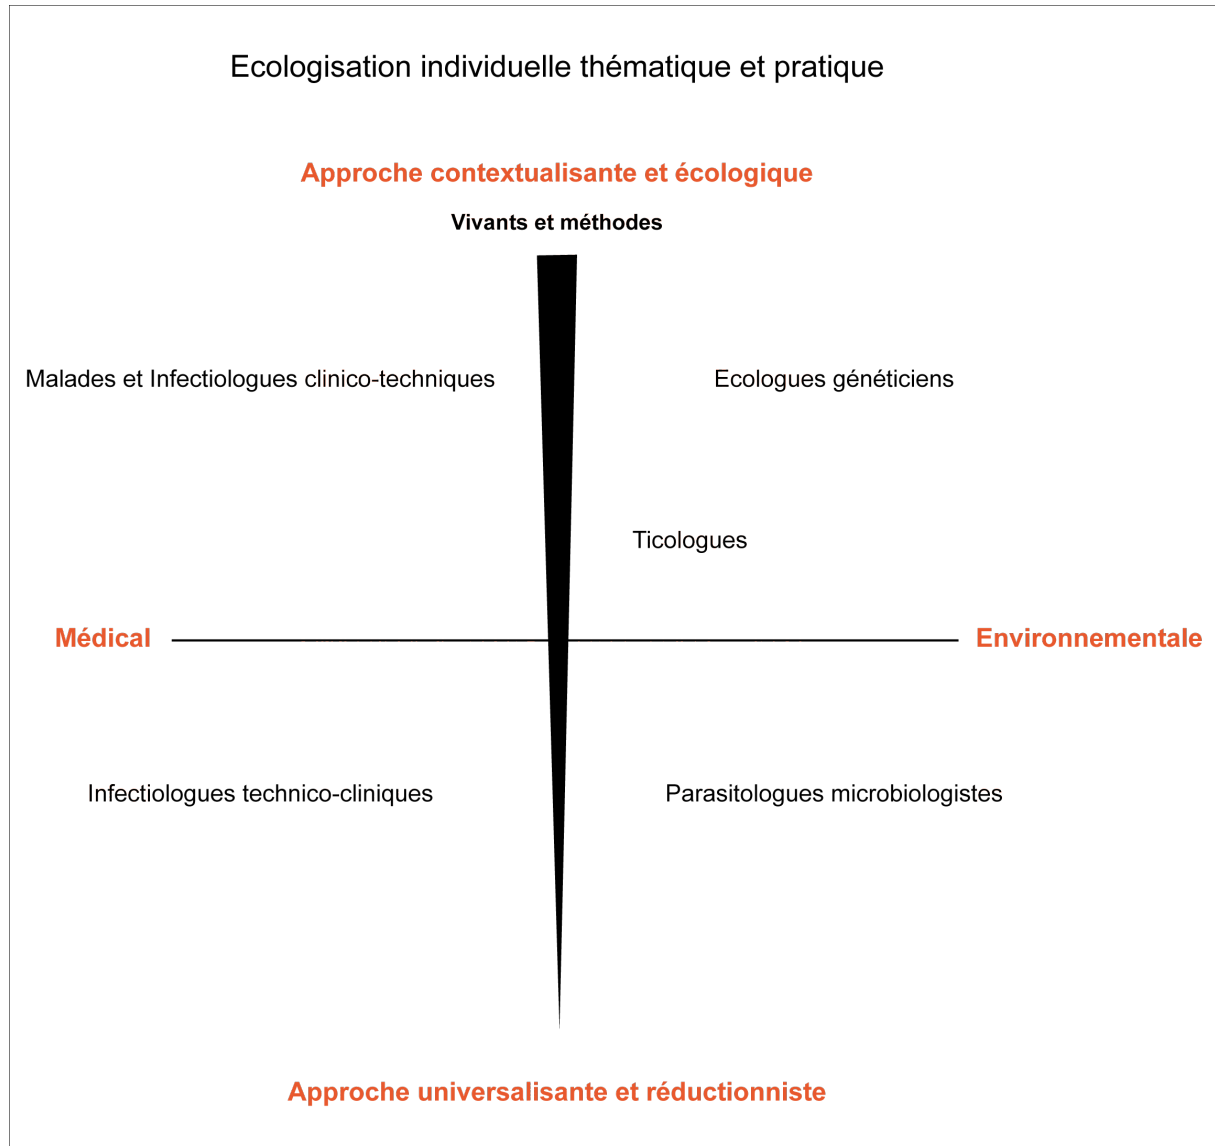 Ecologisation individuelle thématique et pratique
Approche contextualisante et écologique
Vivants et méthodes
Malades et Infectiologues clinico-techniques
Ecologues généticiens
Ticologues
Médical
Environnementale
Infectiologues technico-cliniques
Parasitologues microbiologistes
Approche universalisante et réductionniste